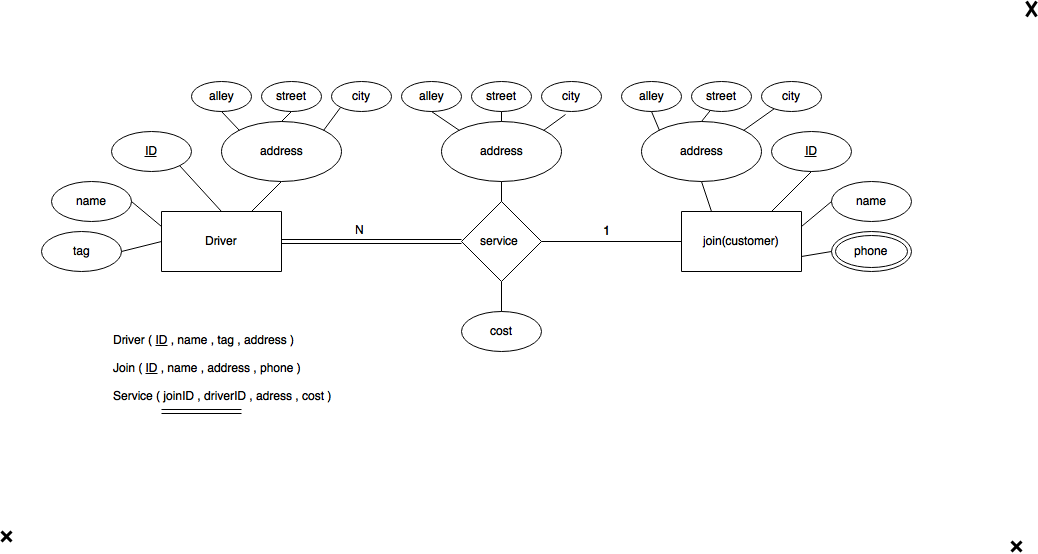 X
alley street city alley street city alley street city
ID address address address ID
name name
N 1
Driver service join(customer)
tag phone
cost
Driver ( ID , name , tag , address )
Join ( ID , name , address , phone )
Service ( joinID , driverID , adress , cost )
x
x